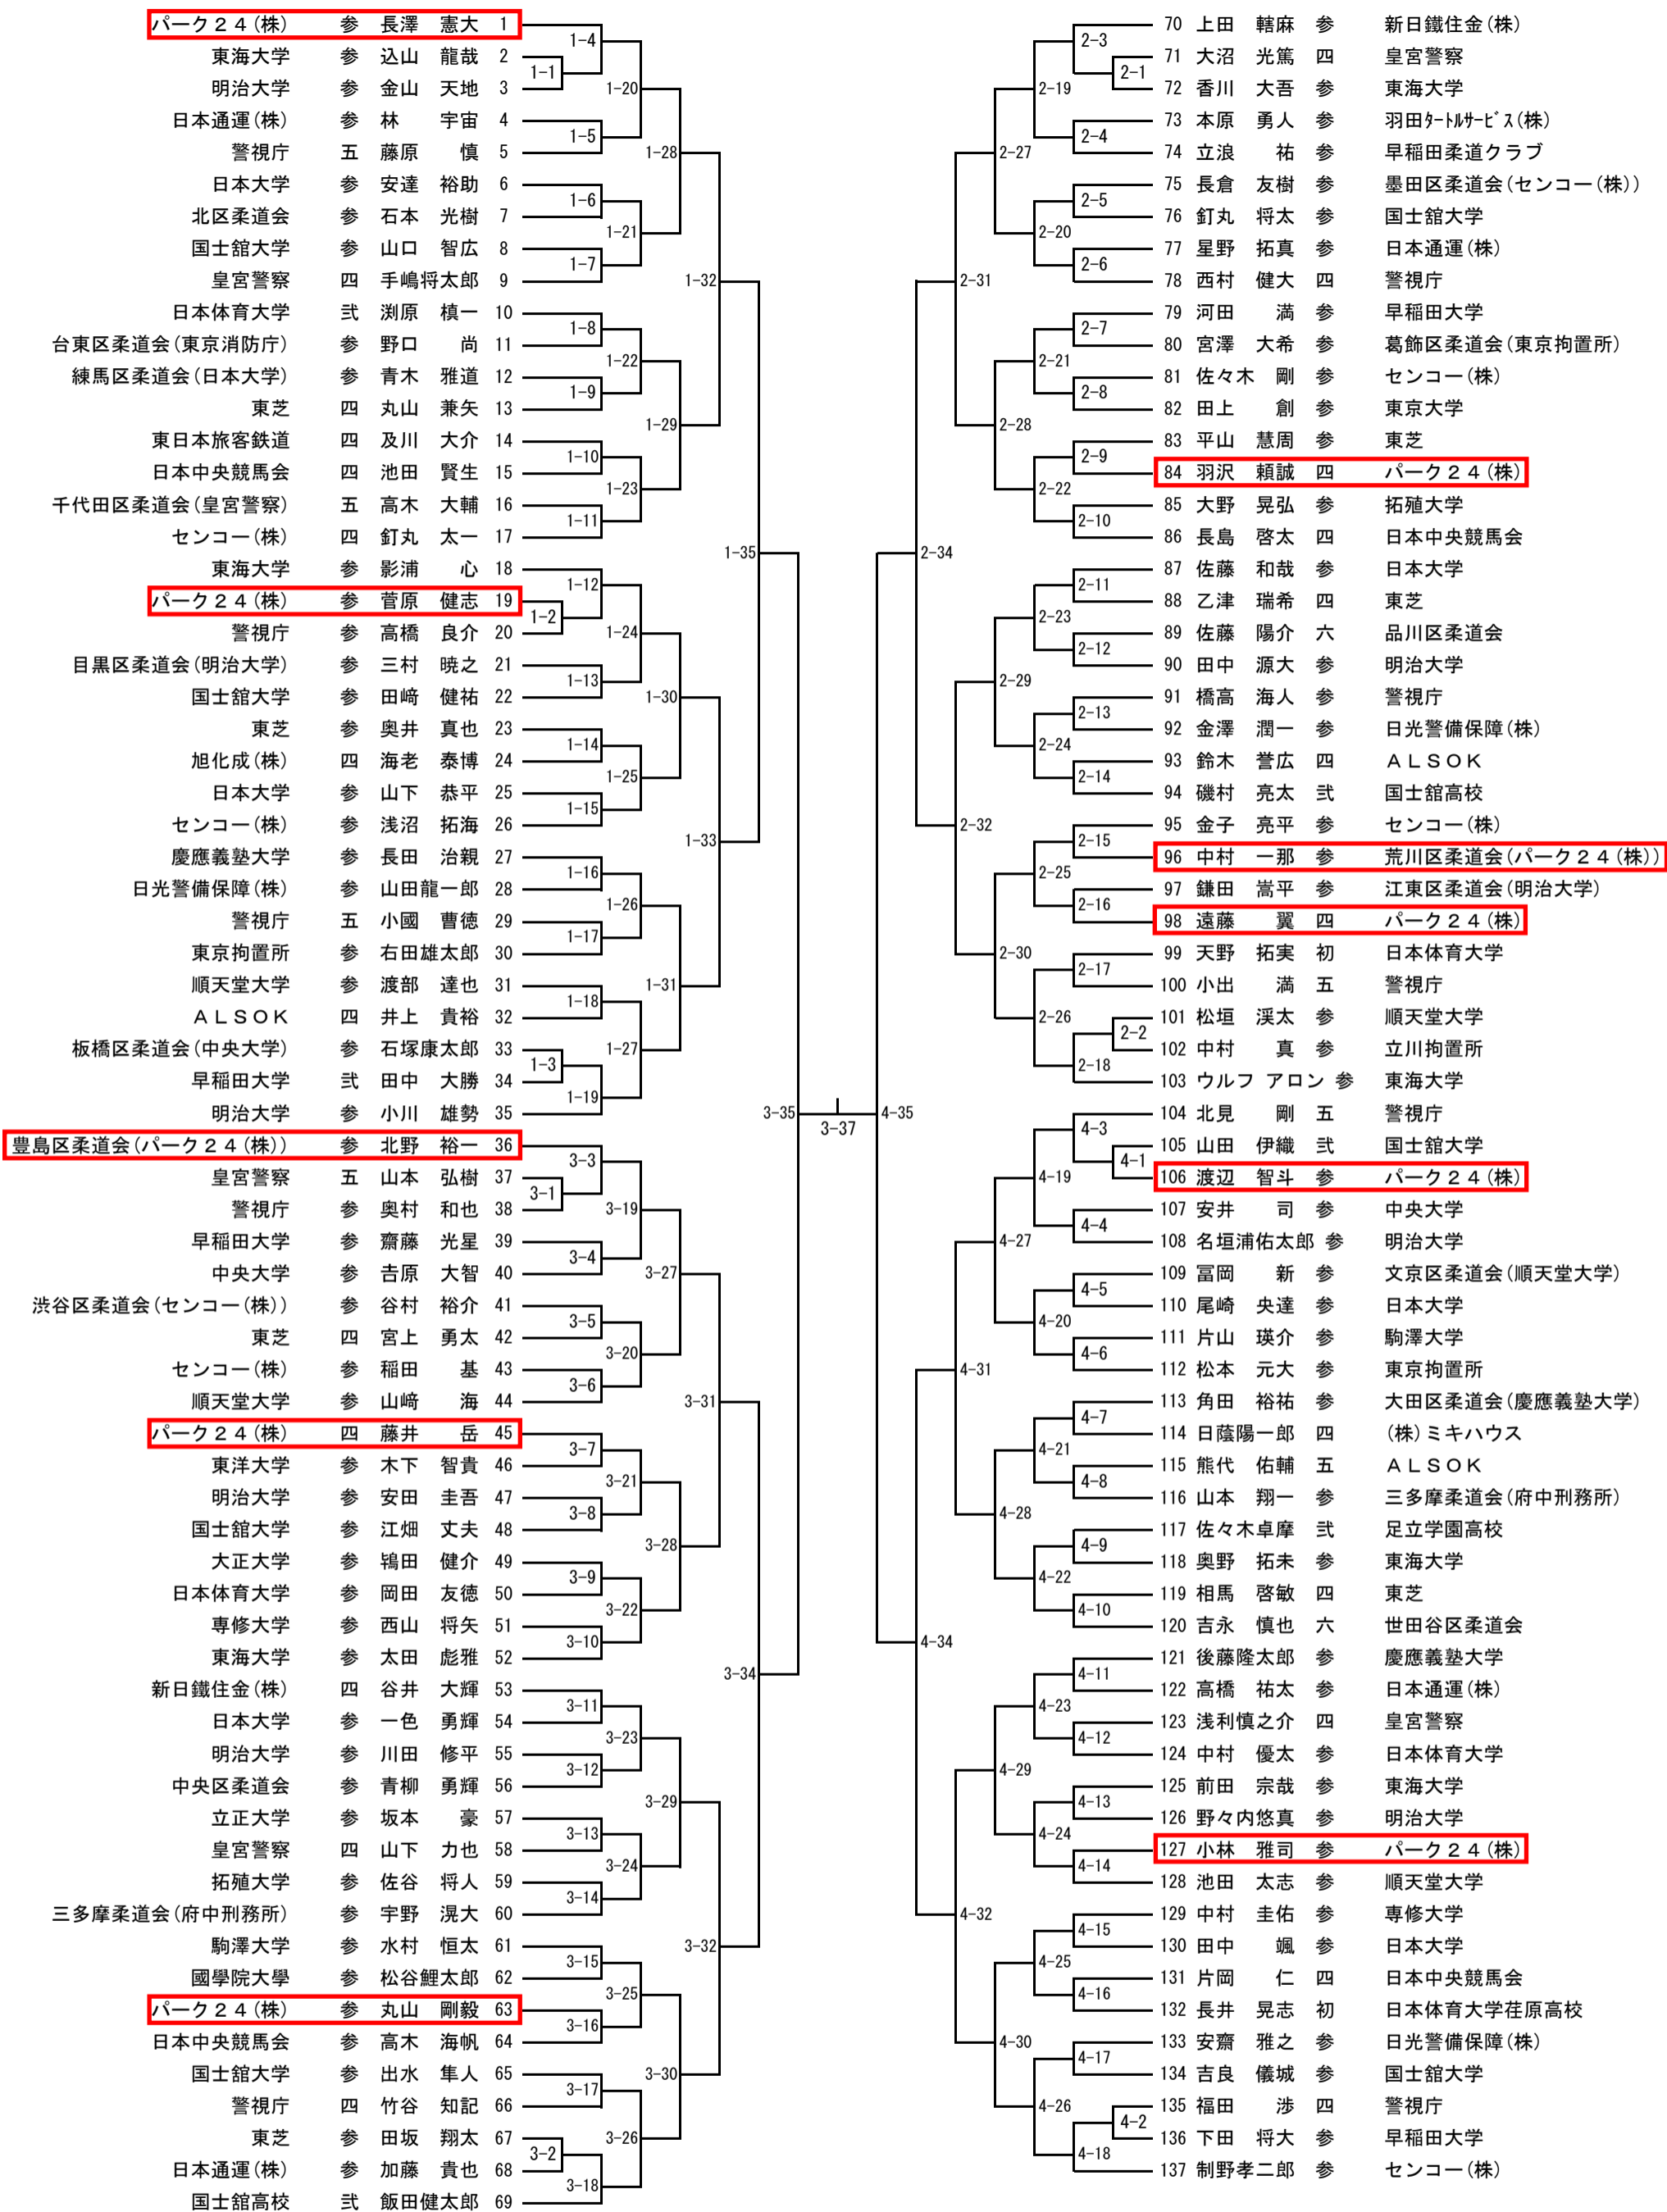 パーク２４(株) 参 長澤 憲大 1
東海大学 参 込山 龍哉 2
明治大学 参 金山 天地 3
日本通運(株) 参 林 宇宙 4
警視庁 五 藤原 慎 5
日本大学 参 安達 裕助 6
北区柔道会 参 石本 光樹 7
国士舘大学 参 山口 智広 8
皇宮警察 四 手嶋将太郎 9
日本体育大学 弐 渕原 槙一 10
台東区柔道会(東京消防庁) 参 野口 尚 11
練馬区柔道会(日本大学) 参 青木 雅道 12
東芝 四 丸山 兼矢 13
東日本旅客鉄道 四 及川 大介 14
日本中央競馬会 四 池田 賢生 15
千代田区柔道会(皇宮警察) 五 高木 大輔 16
センコー(株) 四 釘丸 太一 17
東海大学 参 影浦 心 18
パーク２４(株) 参 菅原 健志 19
警視庁 参 高橋 良介 20
目黒区柔道会(明治大学) 参 三村 暁之 21
国士舘大学 参 田﨑 健祐 22
東芝 参 奥井 真也 23
旭化成(株) 四 海老 泰博 24
日本大学 参 山下 恭平 25
センコー(株) 参 浅沼 拓海 26
慶應義塾大学 参 長田 治親 27
日光警備保障(株) 参 山田龍一郎 28
警視庁 五 小國 曹徳 29
東京拘置所 参 右田雄太郎 30
順天堂大学 参 渡部 達也 31
ＡＬＳＯＫ 四 井上 貴裕 32
板橋区柔道会(中央大学) 参 石塚康太郎 33
早稲田大学 弐 田中 大勝 34
明治大学 参 小川 雄勢 35
豊島区柔道会(パーク２４(株)) 参 北野 裕一 36
皇宮警察 五 山本 弘樹 37
警視庁 参 奥村 和也 38
早稲田大学 参 齋藤 光星 39
中央大学 参 吉原 大智 40
渋谷区柔道会(センコー(株)) 参 谷村 裕介 41
東芝 四 宮上 勇太 42
センコー(株) 参 稲田 基 43
順天堂大学 参 山﨑 海 44
パーク２４(株) 四 藤井 岳 45
東洋大学 参 木下 智貴 46
明治大学 参 安田 圭吾 47
国士舘大学 参 江畑 丈夫 48
大正大学 参 鴇田 健介 49
日本体育大学 参 岡田 友徳 50
専修大学 参 西山 将矢 51
東海大学 参 太田 彪雅 52
新日鐵住金(株) 四 谷井 大輝 53
日本大学 参 一色 勇輝 54
明治大学 参 川田 修平 55
中央区柔道会 参 青柳 勇輝 56
立正大学 参 坂本 豪 57
皇宮警察 四 山下 力也 58
拓殖大学 参 佐谷 将人 59
三多摩柔道会(府中刑務所) 参 宇野 滉大 60
駒澤大学 参 水村 恒太 61
國學院大學 参 松谷鯉太郎 62
パーク２４(株) 参 丸山 剛毅 63
日本中央競馬会 参 高木 海帆 64
国士舘大学 参 出水 隼人 65
警視庁 四 竹谷 知記 66
東芝 参 田坂 翔太 67
日本通運(株) 参 加藤 貴也 68
国士舘高校 弐 飯田健太郎 69
1-1
1-2
1-3
3-1
3-2
1-4
1-5
1-6
1-7
1-8
1-9
1-10
1-11
1-12
1-13
1-14
1-15
1-16
1-17
1-18
1-19
3-3
3-4
3-5
3-6
3-7
3-8
3-9
3-10
3-11
3-12
3-13
3-14
3-15
3-16
3-17
3-18
1-20
1-21
1-22
1-23
1-24
1-25
1-26
1-27
3-19
3-20
3-21
3-22
3-23
3-24
3-25
3-26
1-28
1-29
1-30
1-31
3-27
3-28
3-29
3-30
1-32
1-33
3-31
3-32
1-35
3-34
3-35
3-37
4-35
2-34
4-34
2-31
2-32
4-31
4-32
2-27
2-28
2-29
2-30
4-27
4-28
4-29
4-30
2-19
2-20
2-21
2-22
2-23
2-24
2-25
2-26
4-19
4-20
4-21
4-22
4-23
4-24
4-25
4-26
2-3
2-4
2-5
2-6
2-7
2-8
2-9
2-10
2-11
2-12
2-13
2-14
2-15
2-16
2-17
2-18
4-3
4-4
4-5
4-6
4-7
4-8
4-9
4-10
4-11
4-12
4-13
4-14
4-15
4-16
4-17
4-18
2-1
2-2
4-1
4-2
70 上田 轄麻 参 新日鐵住金(株)
71 大沼 光篤 四 皇宮警察
72 香川 大吾 参 東海大学
73 本原 勇人 参 羽田ﾀｰﾄﾙｻｰﾋﾞｽ(株)
74 立浪 祐 参 早稲田柔道クラブ
75 長倉 友樹 参 墨田区柔道会(センコー(株))
76 釘丸 将太 参 国士舘大学
77 星野 拓真 参 日本通運(株)
78 西村 健大 四 警視庁
79 河田 満 参 早稲田大学
80 宮澤 大希 参 葛飾区柔道会(東京拘置所)
81 佐々木 剛 参 センコー(株)
82 田上 創 参 東京大学
83 平山 慧周 参 東芝
84 羽沢 頼誠 四 パーク２４(株)
85 大野 晃弘 参 拓殖大学
86 長島 啓太 四 日本中央競馬会
87 佐藤 和哉 参 日本大学
88 乙津 瑞希 四 東芝
89 佐藤 陽介 六 品川区柔道会
90 田中 源大 参 明治大学
91 橋高 海人 参 警視庁
92 金澤 潤一 参 日光警備保障(株)
93 鈴木 誉広 四 ＡＬＳＯＫ
94 磯村 亮太 弐 国士舘高校
95 金子 亮平 参 センコー(株)
96 中村 一那 参 荒川区柔道会(パーク２４(株))
97 鎌田 嵩平 参 江東区柔道会(明治大学)
98 遠藤 翼 四 パーク２４(株)
99 天野 拓実 初 日本体育大学
100 小出 満 五 警視庁
101 松垣 渓太 参 順天堂大学
102 中村 真 参 立川拘置所
103 ウルフ アロン 参 東海大学
104 北見 剛 五 警視庁
105 山田 伊織 弐 国士舘大学
106 渡辺 智斗 参 パーク２４(株)
107 安井 司 参 中央大学
108 名垣浦佑太郎 参 明治大学
109 冨岡 新 参 文京区柔道会(順天堂大学)
110 尾崎 央達 参 日本大学
111 片山 瑛介 参 駒澤大学
112 松本 元大 参 東京拘置所
113 角田 裕祐 参 大田区柔道会(慶應義塾大学)
114 日蔭陽一郎 四 (株)ミキハウス
115 熊代 佑輔 五 ＡＬＳＯＫ
116 山本 翔一 参 三多摩柔道会(府中刑務所)
117 佐々木卓摩 弐 足立学園高校
118 奥野 拓未 参 東海大学
119 相馬 啓敏 四 東芝
120 吉永 慎也 六 世田谷区柔道会
121 後藤隆太郎 参 慶應義塾大学
122 高橋 祐太 参 日本通運(株)
123 浅利慎之介 四 皇宮警察
124 中村 優太 参 日本体育大学
125 前田 宗哉 参 東海大学
126 野々内悠真 参 明治大学
127 小林 雅司 参 パーク２４(株)
128 池田 太志 参 順天堂大学
129 中村 圭佑 参 専修大学
130 田中 颯 参 日本大学
131 片岡 仁 四 日本中央競馬会
132 長井 晃志 初 日本体育大学荏原高校
133 安齋 雅之 参 日光警備保障(株)
134 吉良 儀城 参 国士舘大学
135 福田 渉 四 警視庁
136 下田 将大 参 早稲田大学
137 制野孝二郎 参 センコー(株)